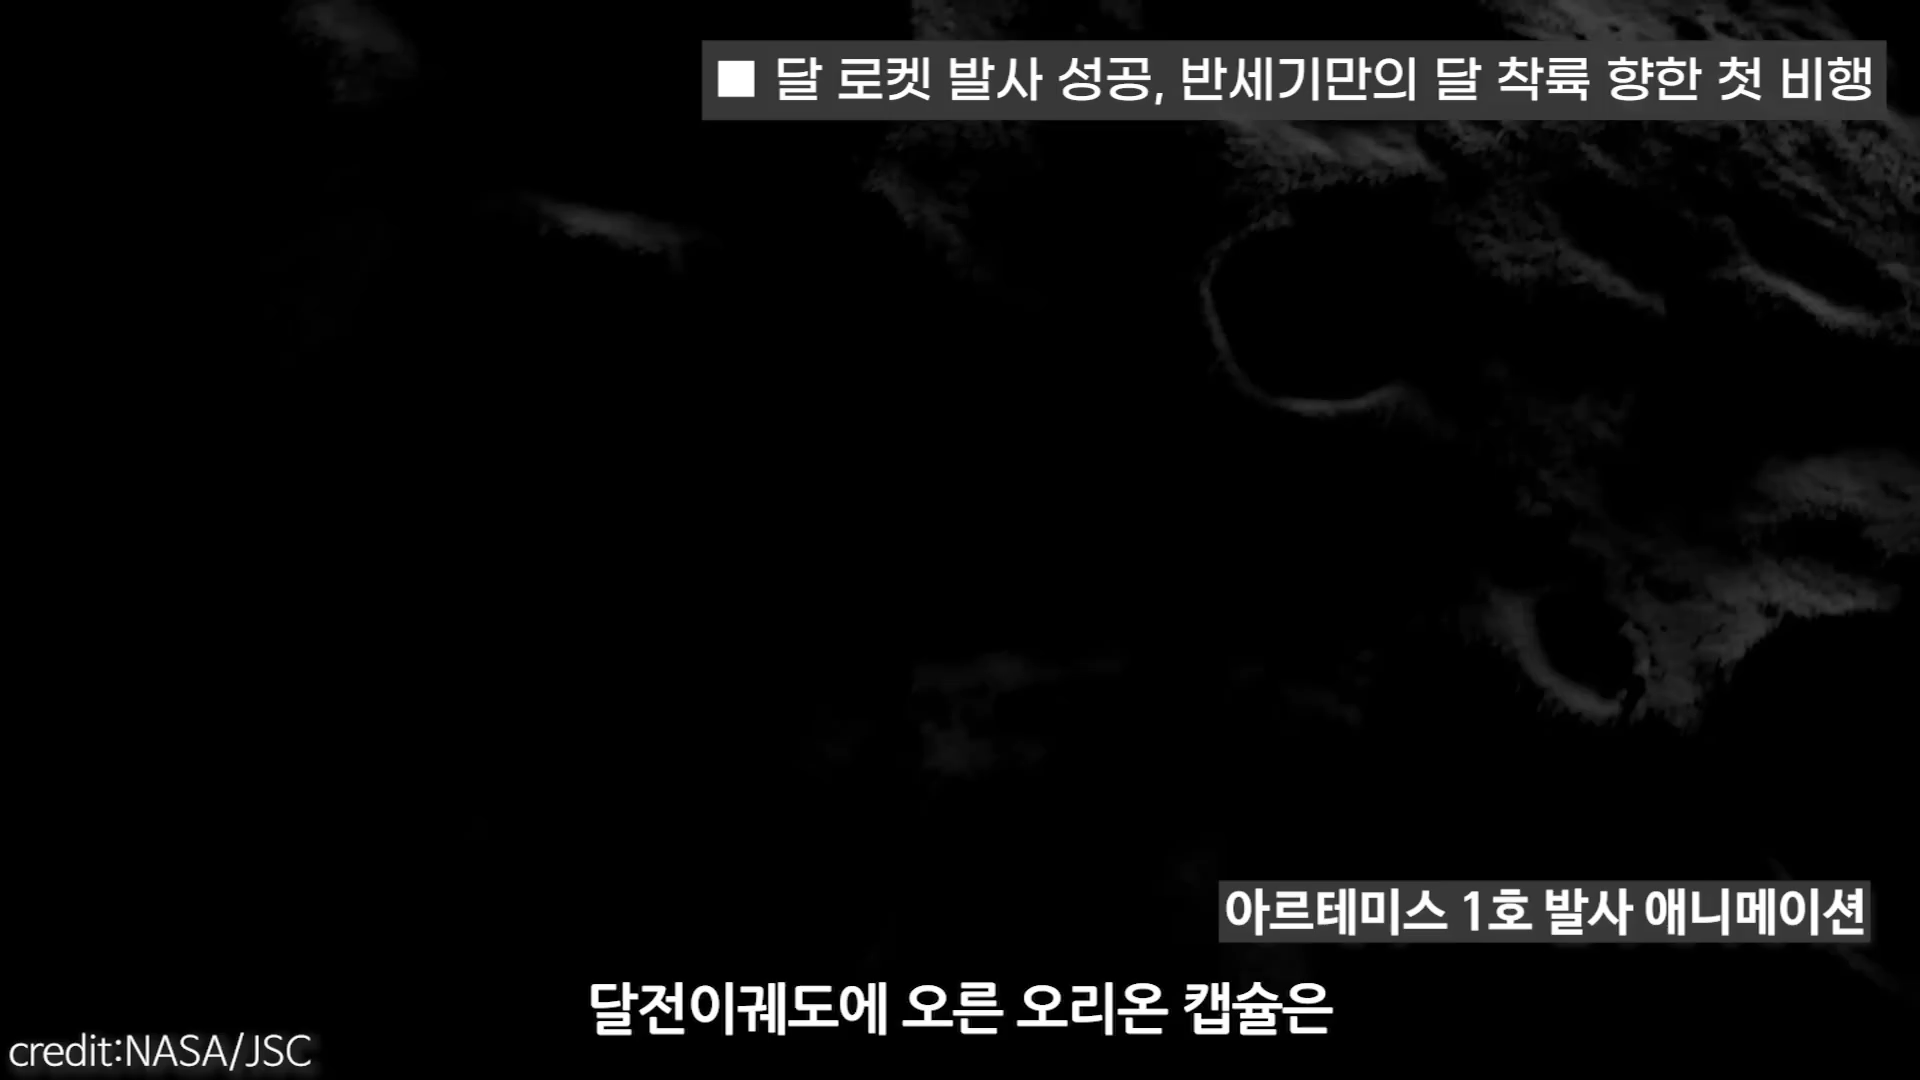 ■ 달 로켓 발사 성공, 반세기만의 달 착륙 향한 첫 비행
아르테미스 1호 발사 애니메이션
달전이궤도에 오른 오리온 캡슐은
credit:NASA/JSC